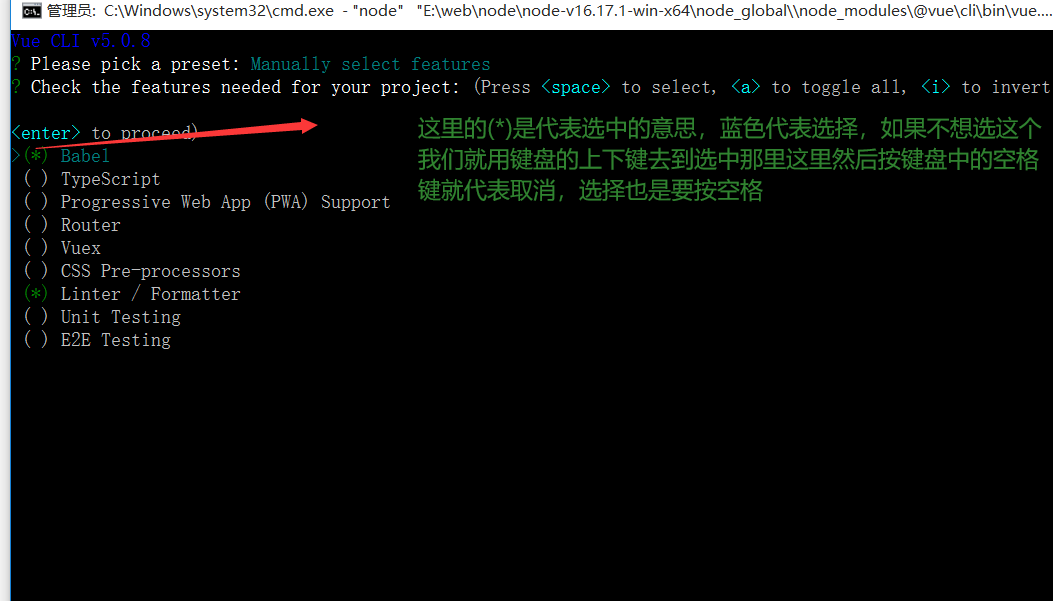 管理员: C:\Windows\system32\cmd.exe - "node" "E:\web\node\node-v16.17.1-win-x64\node_global\\node_modules\@vue\cli\bin\vue....
Vue CLI v5.0.8
? Please pick a preset: Manually select features
? Check the features needed for your project: (Press <space> to select, <a> to toggle all, <i> to invert
<enter> to proceed)
>(*) Babel
( ) TypeScript
( ) Progressive Web App (PWA) Support
( ) Router
( ) Vuex
( ) CSS Pre-processors
(*) Linter / Formatter
( ) Unit Testing
( ) E2E Testing
这里的(*)是代表选中的意思，蓝色代表选择，如果不想选这个
我们就用键盘的上下键去到选中那里这里然后按键盘中的空格
键就代表取消，选择也是要按空格